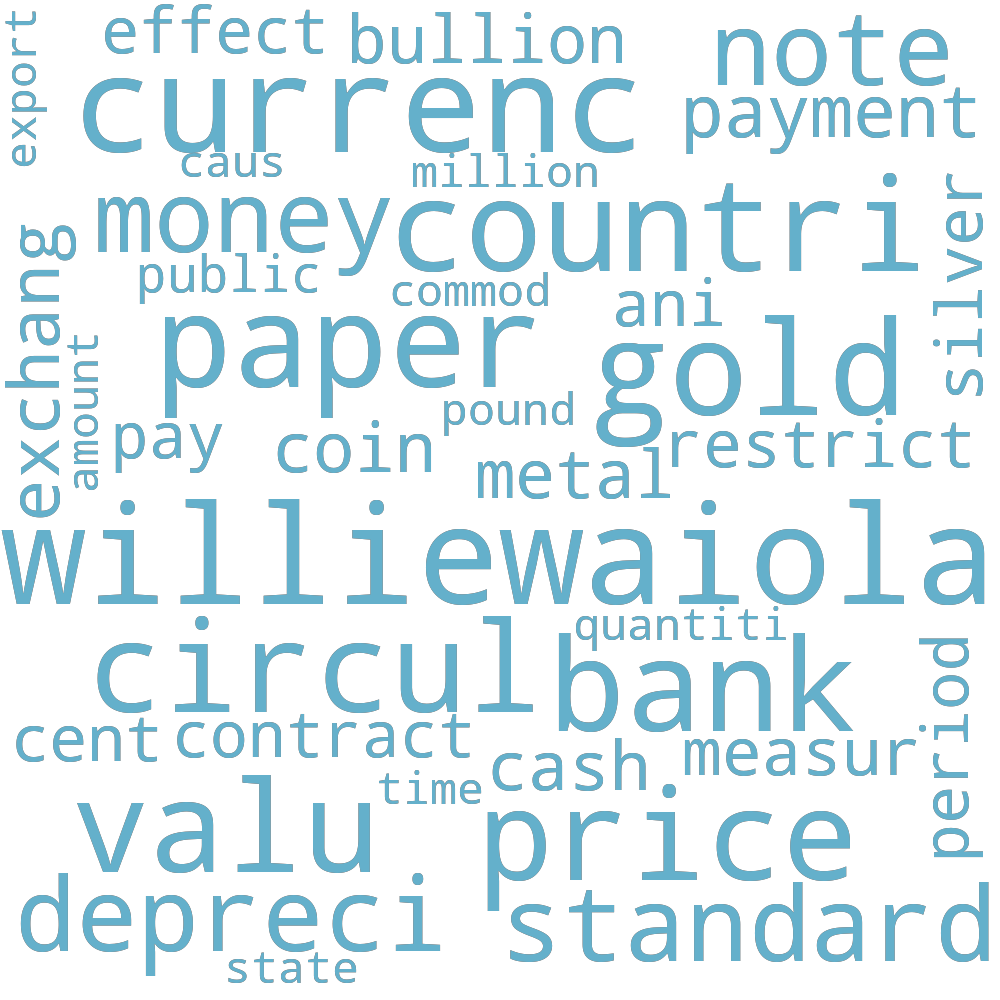 export
effect
bullion
note
currenc
payment
caus
million
money
countri
silver
public
commod
ani
exchang
paper
gold
amount
pound
pay
coin
restrict
metal
williewaiola
quantiti
circul
bank
period
cent
contract
cash
measur
time
valu
price
depreci
standard
state